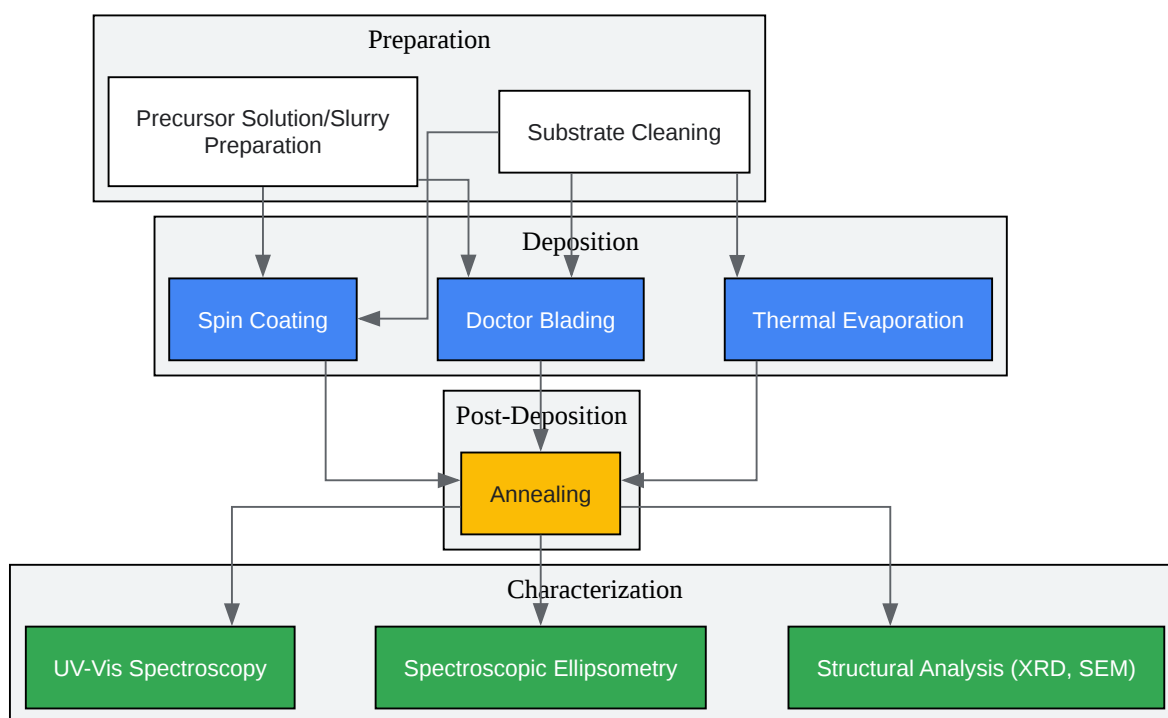 Preparation
Precursor Solution/Slurry
Preparation
Substrate Cleaning
Deposition
Spin Coating
Doctor Blading
Thermal Evaporation
Post-Deposition
Annealing
Characterization
UV-Vis Spectroscopy
Spectroscopic Ellipsometry
Structural Analysis (XRD, SEM)